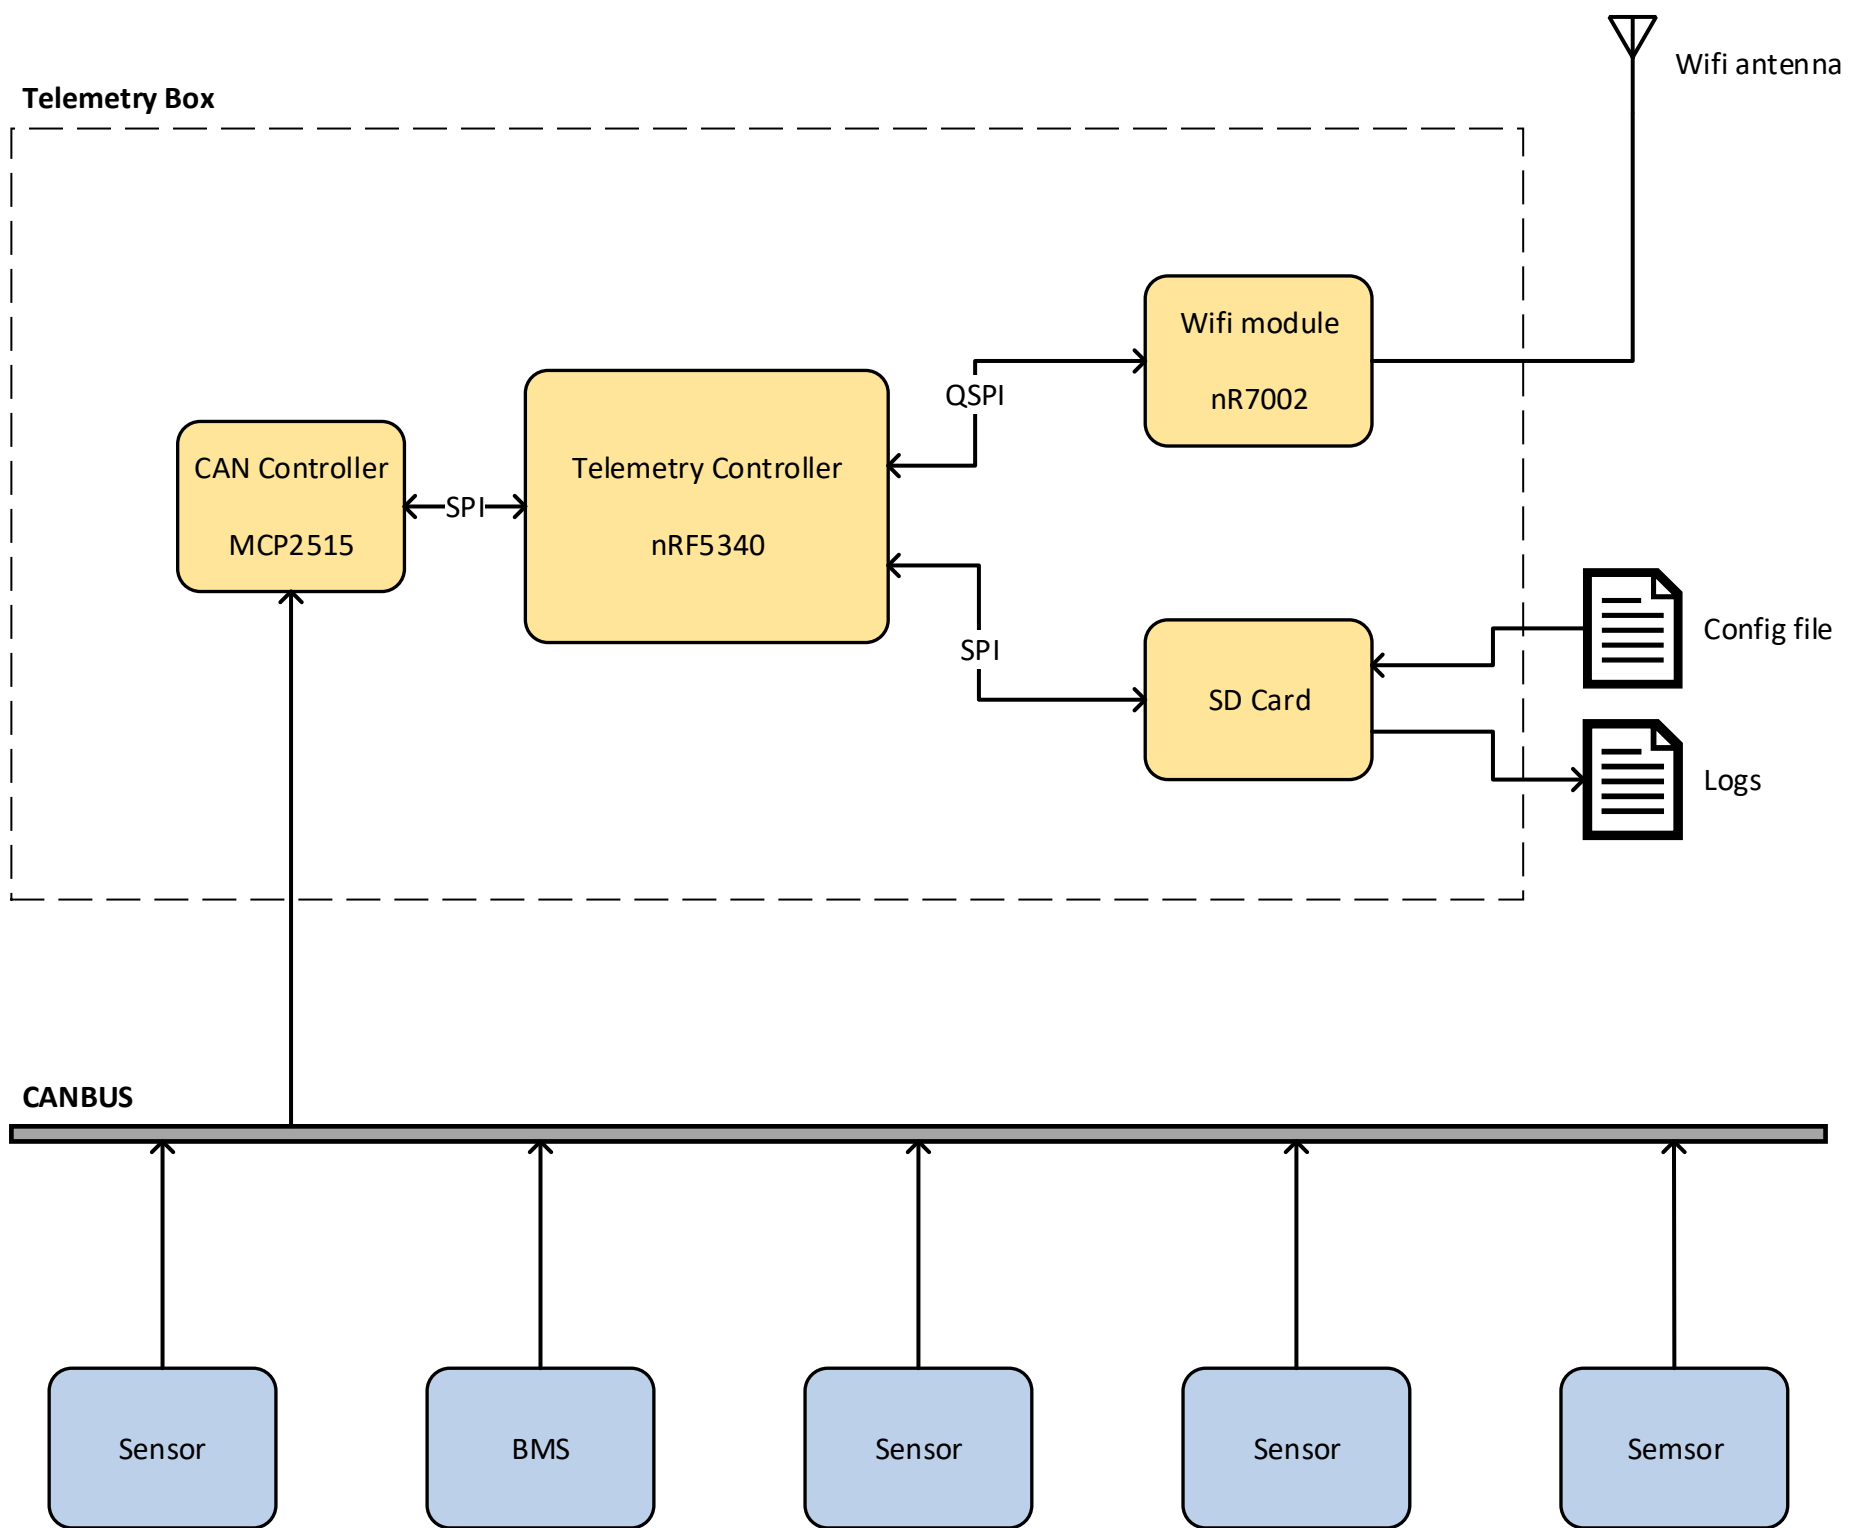 Wifi antenna
Telemetry Box
Wifi module
nR7002
QSPI
CAN Controller
MCP2515
SPI
Telemetry Controller
nRF5340
SPI
SD Card
Config file
Logs
CANBUS
Sensor
BMS
Sensor
Sensor
Semsor